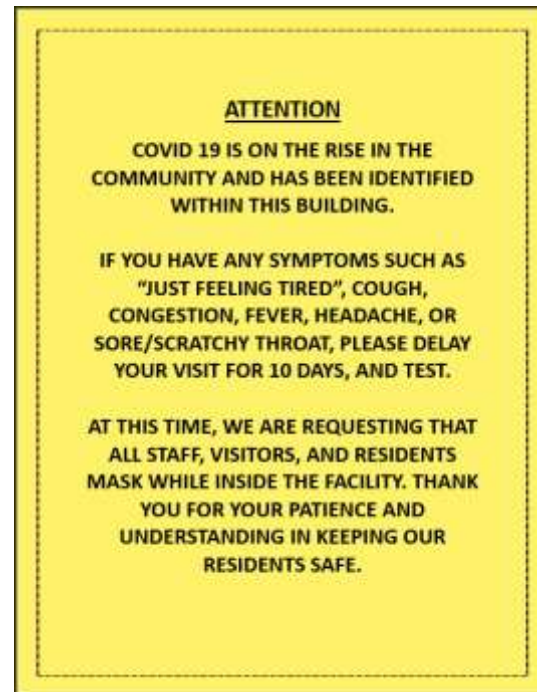 ATTENTION
COVID 19 IS ON THE RISE IN THE
COMMUNITY AND HAS BEEN IDENTIFIED
WITHIN THIS BUILDING.
IF YOU HAVE ANY SYMPTOMS SUCH AS
“JUST FEELING TIRED”, COUGH,
CONGESTION, FEVER, HEADACHE, OR
SORE/SCRATCHY THROAT, PLEASE DELAY
YOUR VISIT FOR 10 DAYS, AND TEST.
AT THIS TIME, WE ARE REQUESTING THAT
ALL STAFF, VISITORS, AND RESIDENTS
MASK WHILE INSIDE THE FACILITY. THANK
YOU FOR YOUR PATIENCE AND
UNDERSTANDING IN KEEPING OUR
RESIDENTS SAFE.